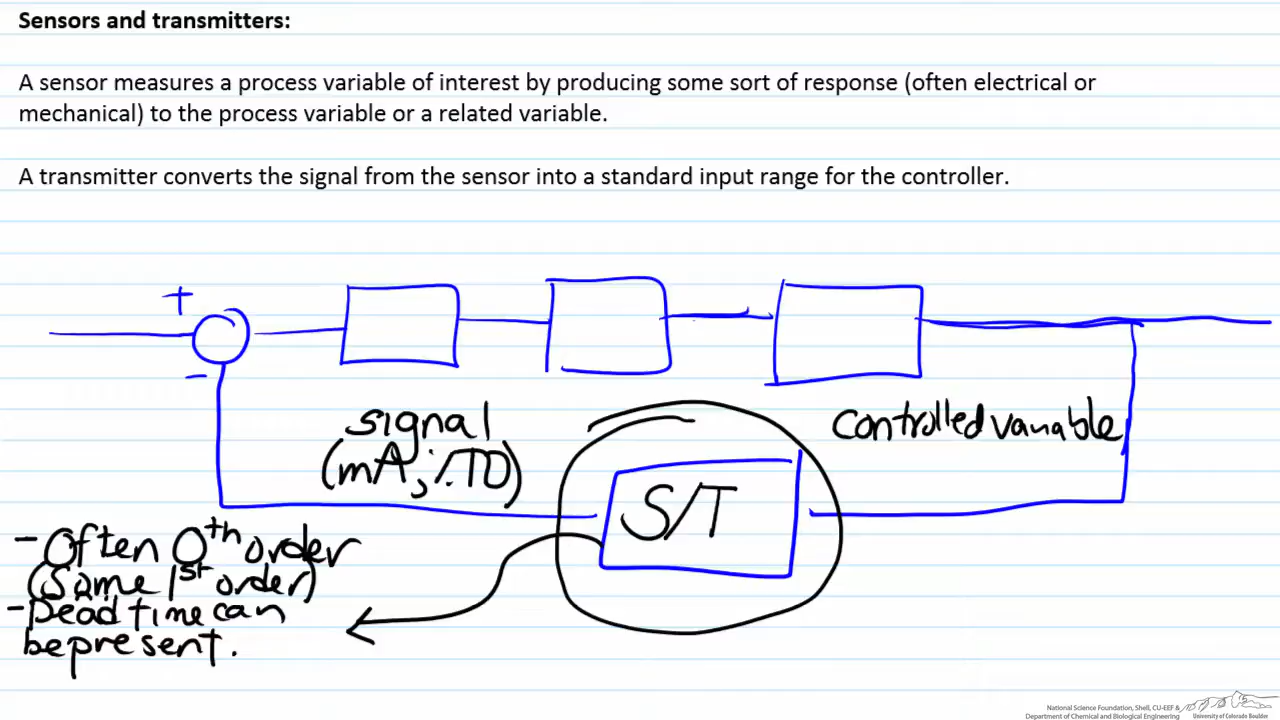 Sensors and transmitters:
A sensor measures a process variable of interest by producing some sort of response (often electrical or
mechanical) to the process variable or a related variable.
A transmitter converts the signal from the sensor into a standard input range for the controller.
+
-
signal
(mA, %TO)
controlled variable
S/T
- Often 0th order
(Some 1st order)
- Dead time can
be present.
National Science Foundation, Shell, CU-EEF &
Department of Chemical and Biological Engineering
University of Colorado Boulder